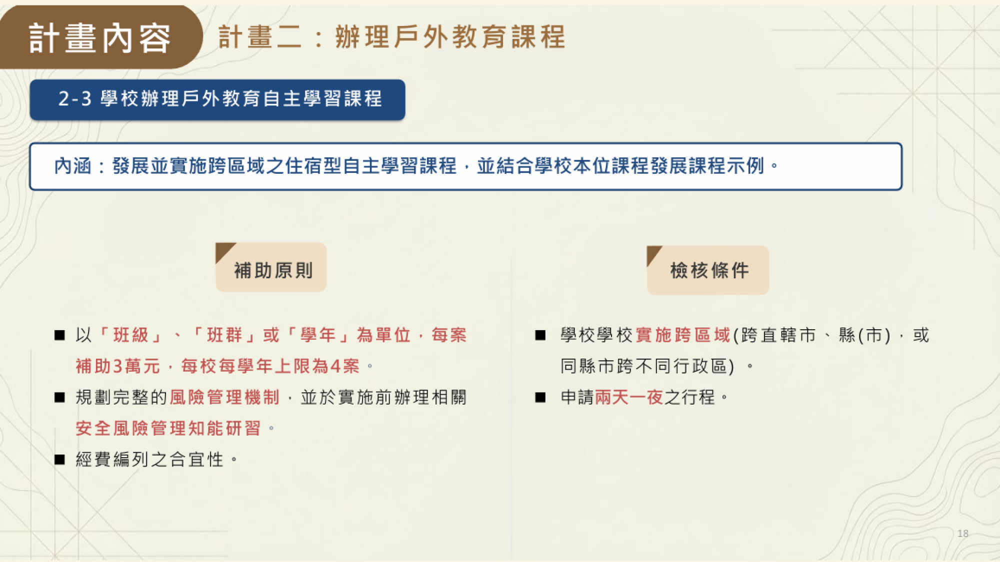 計畫內容
計畫二：辦理戶外教育課程
2-3 學校辦理戶外教育自主學習課程
內涵：發展並實施跨區域之住宿型自主學習課程，並結合學校本位課程發展課程示例。
補助原則
■ 以「班級」、「班群」或「學年」為單位，每案
補助3萬元，每校每學年上限為4案。
■ 規劃完整的風險管理機制，並於實施前辦理相關
安全風險管理知能研習。
■ 經費編列之合宜性。
檢核條件
■ 學校學校實施跨區域(跨直轄市、縣(市)，或
同縣市跨不同行政區)。
■ 申請兩天一夜之行程。
18